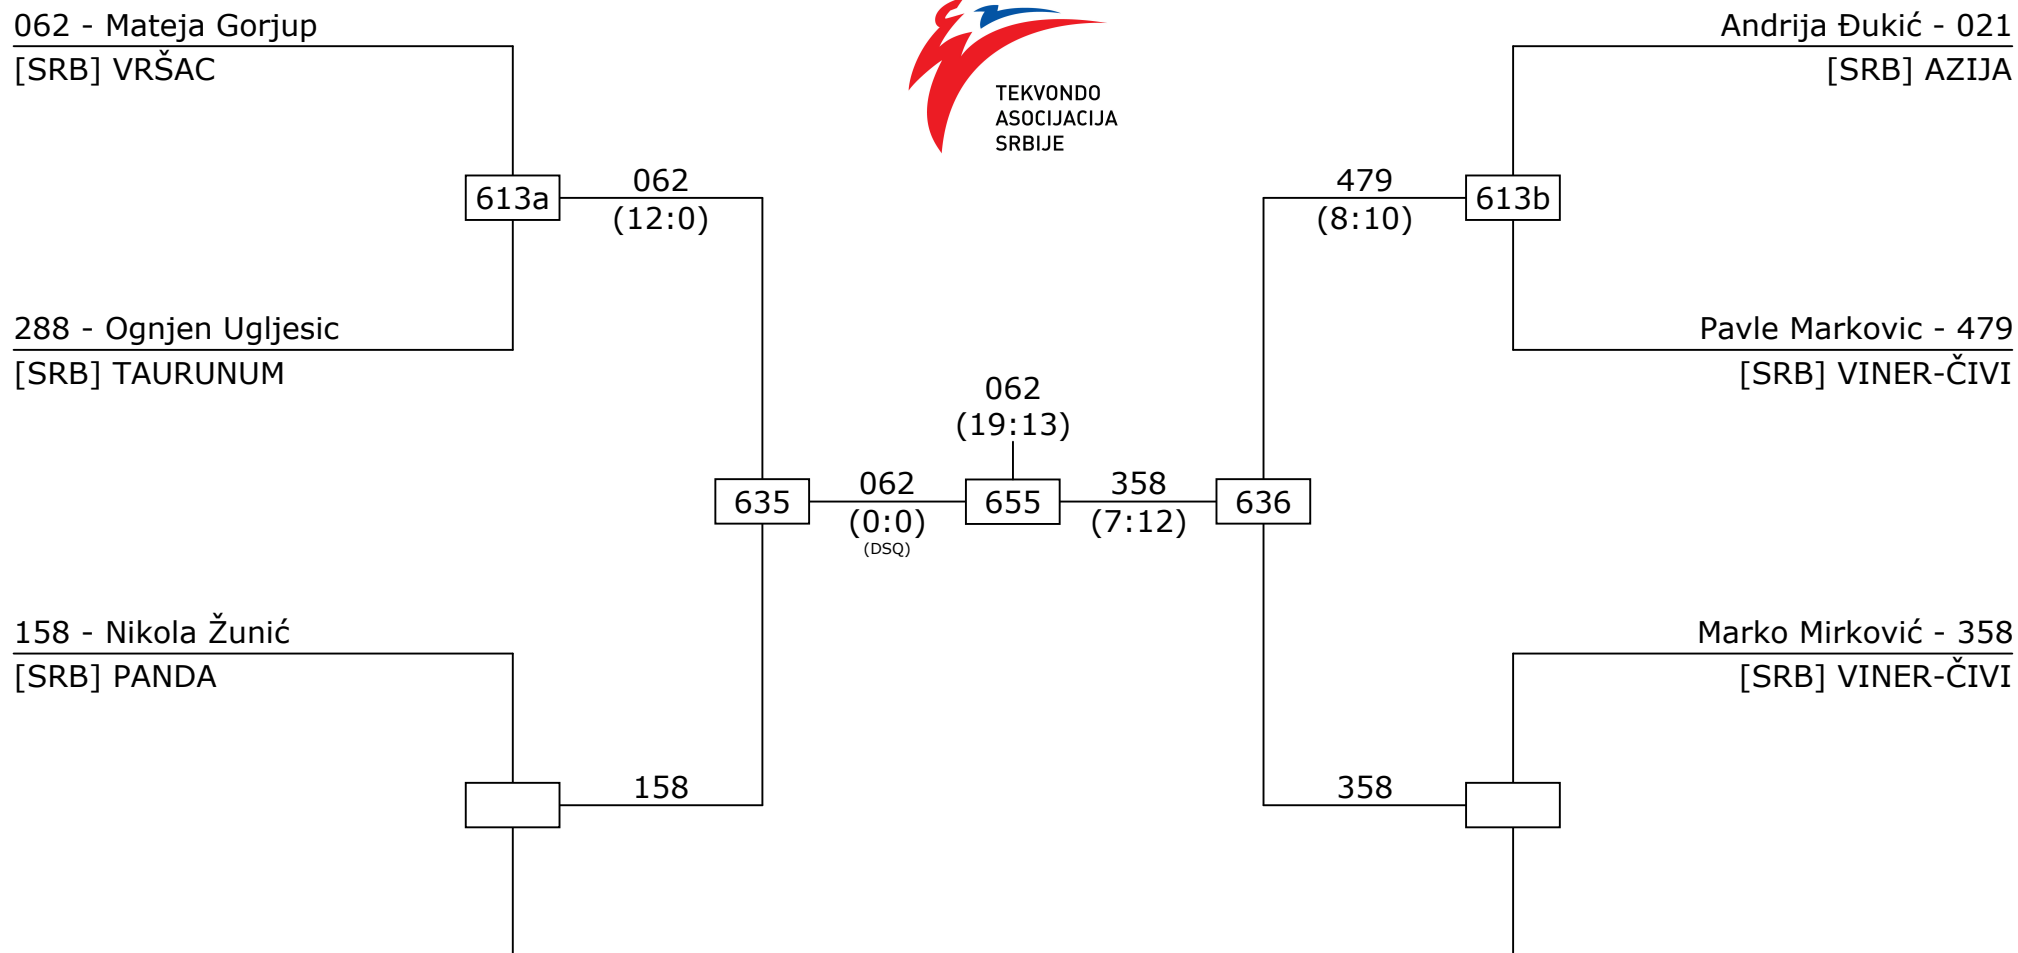 062 - Mateja Gorjup
[SRB] VRŠAC
TEKVONDO
ASOCIJACIJA
SRBIJE
Andrija Đukić - 021
[SRB] AZIJA
613a
062
(12:0)
479
(8:10)
613b
288 - Ognjen Ugljesic
[SRB] TAURUNUM
Pavle Markovic - 479
[SRB] VINER-ČIVI
062
(19:13)
635
062
(0:0)
(DSQ)
655
358
(7:12)
636
158 - Nikola Žunić
[SRB] PANDA
Marko Mirković - 358
[SRB] VINER-ČIVI
158
358